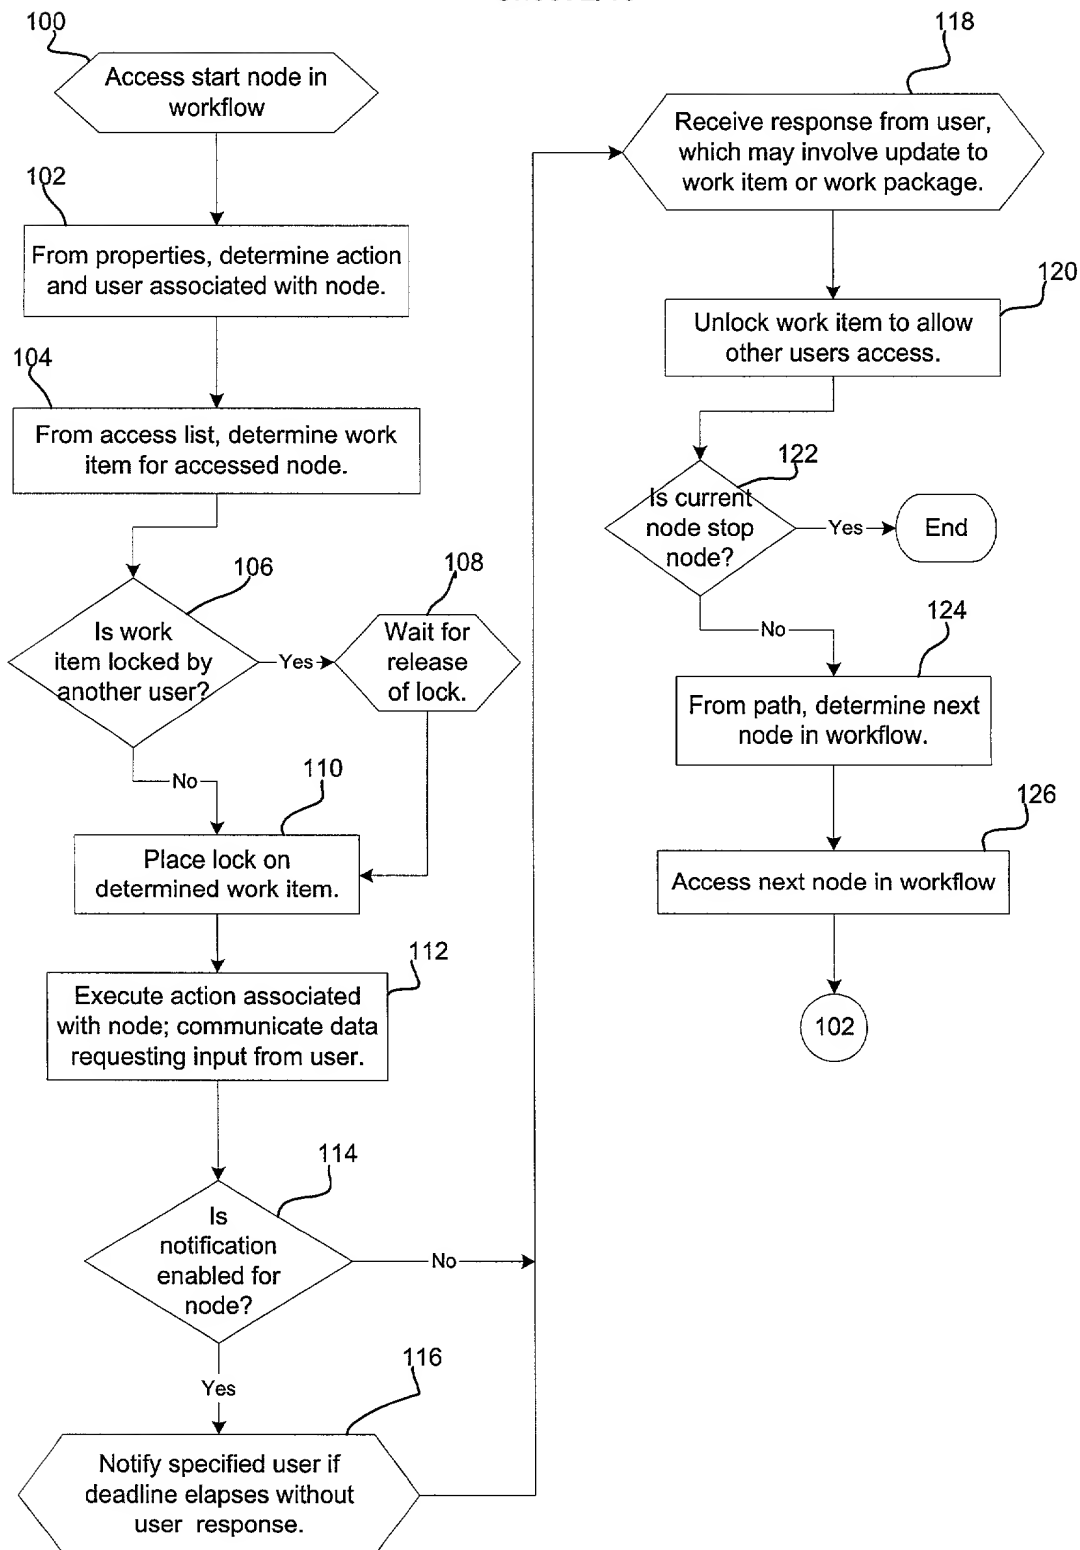 100
Access start node in
workflow
102
From properties, determine action
and user associated with node.
104
From access list, determine work
item for accessed node.
106
Is work
item locked by
another user?
Yes
108
Wait for
release
of lock.
No
110
Place lock on
determined work item.
112
Execute action associated
with node; communicate data
requesting input from user.
114
Is
notification
enabled for
node?
No
Yes
116
Notify specified user if
deadline elapses without
user response.
118
Receive response from user,
which may involve update to
work item or work package.
120
Unlock work item to allow
other users access.
122
Is current
node stop
node?
Yes
End
No
124
From path, determine next
node in workflow.
126
Access next node in workflow
102